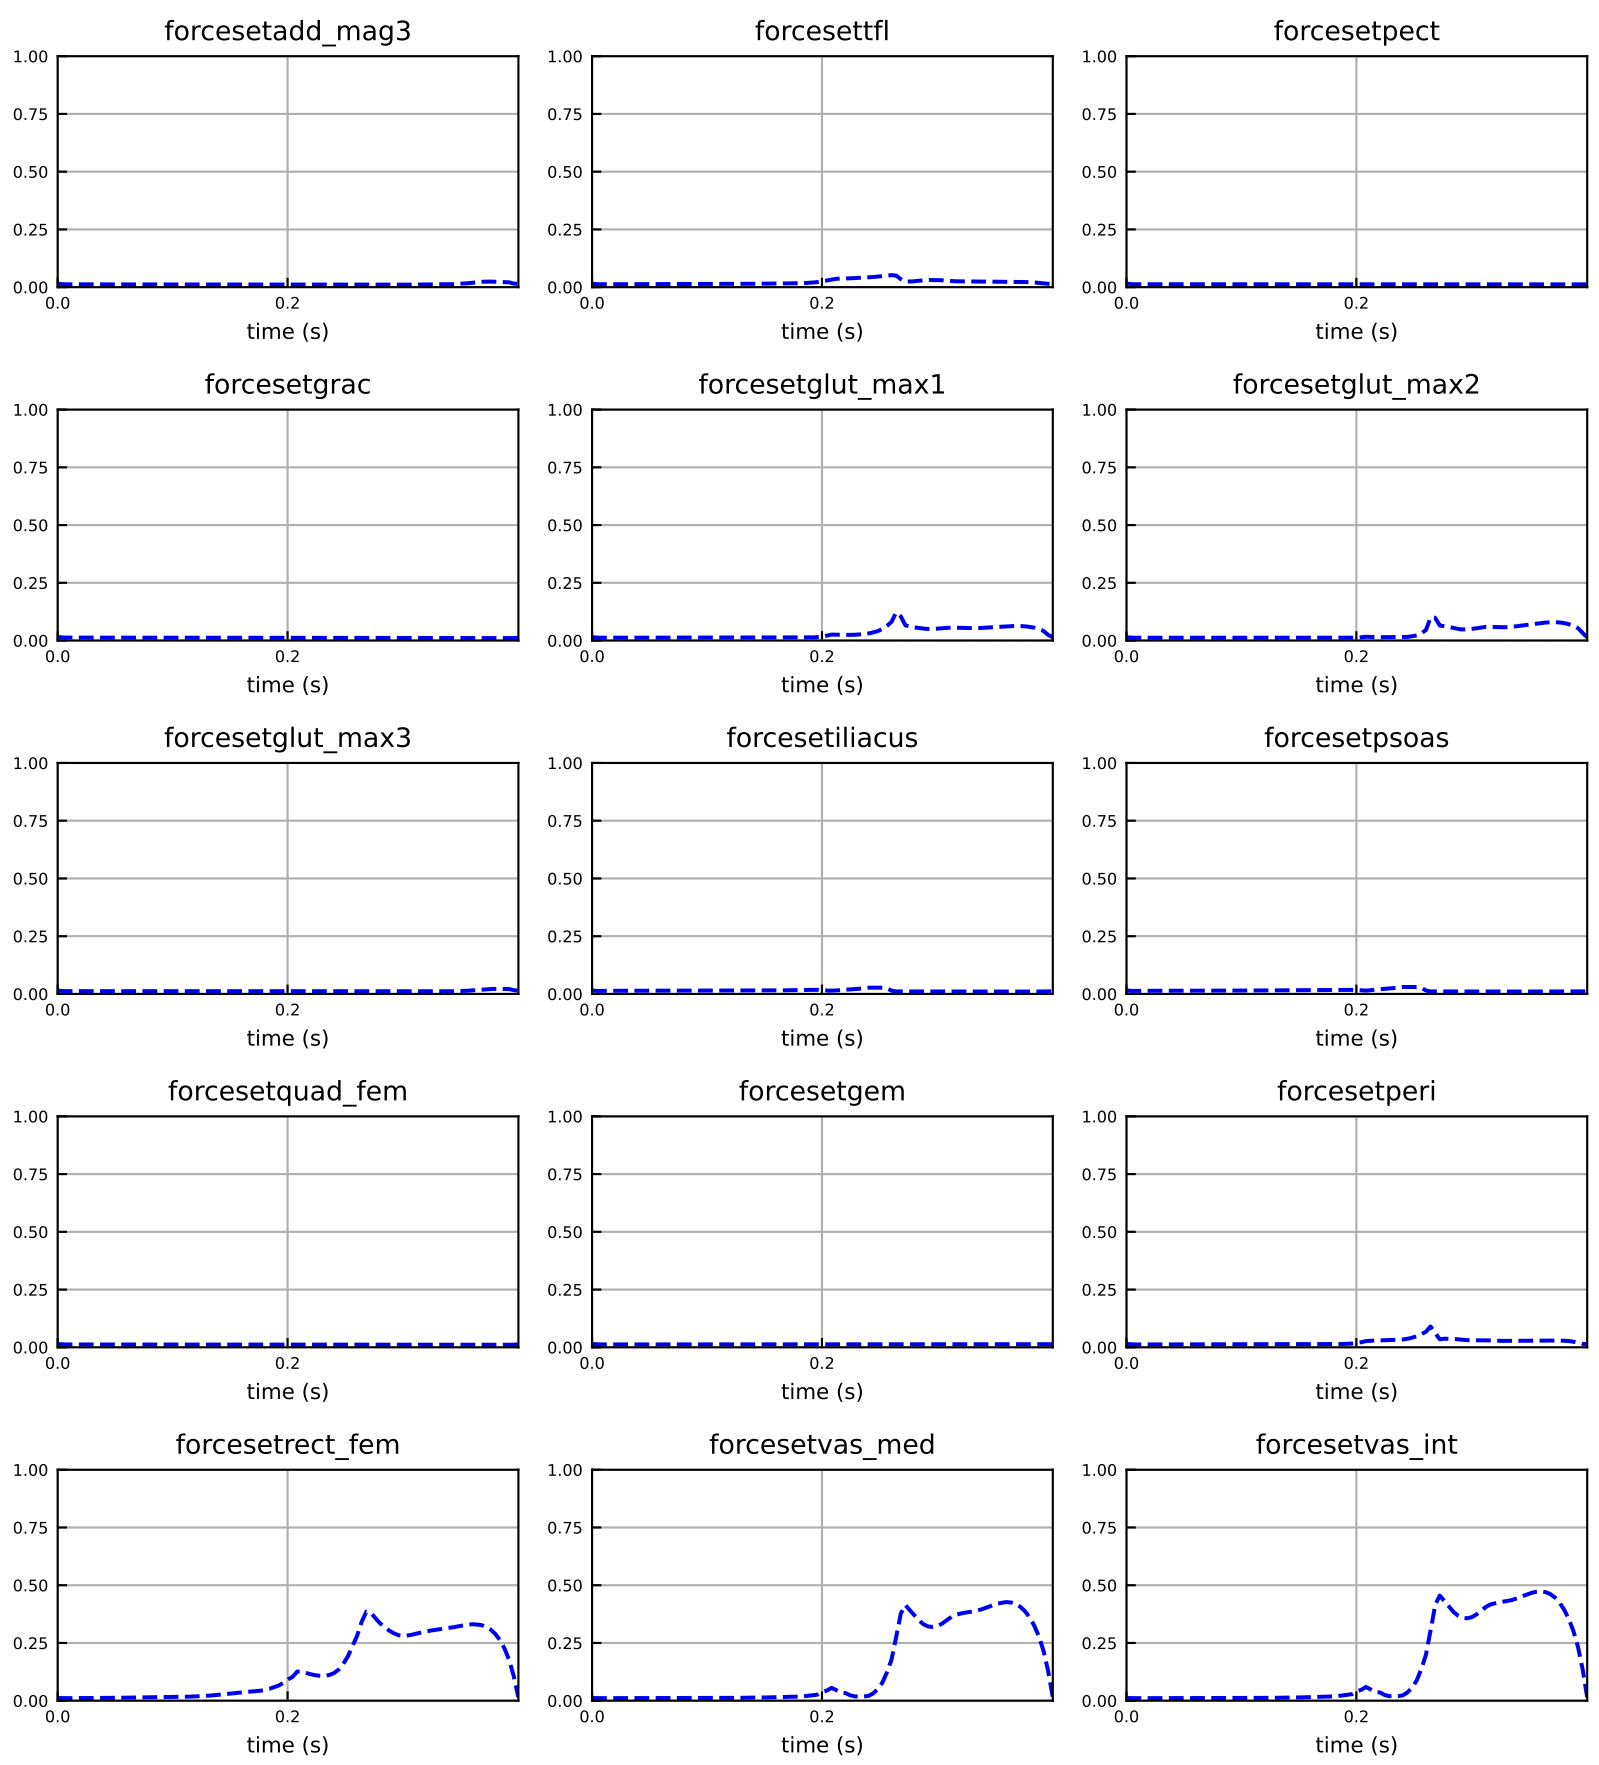 forcesetadd_mag3 forcesettfl forcesetpect
1.00 1.00 1.00
0.75 0.75 0.75
0.50 0.50 0.50
0.25 0.25 0.25
0.00 0.00 0.00
0.0 0.2 0.0 0.2 0.0 0.2
time (s) time (s) time (s)
forcesetgrac forcesetglut_max1 forcesetglut_max2
1.00 1.00 1.00
0.75 0.75 0.75
0.50 0.50 0.50
0.25 0.25 0.25
0.00 0.00 0.00
0.0 0.2 0.0 0.2 0.0 0.2
time (s) time (s) time (s)
forcesetglut_max3 forcesetiliacus forcesetpsoas
1.00 1.00 1.00
0.75 0.75 0.75
0.50 0.50 0.50
0.25 0.25 0.25
0.00 0.00 0.00
0.0 0.2 0.0 0.2 0.0 0.2
time (s) time (s) time (s)
forcesetquad_fem forcesetgem forcesetperi
1.00 1.00 1.00
0.75 0.75 0.75
0.50 0.50 0.50
0.25 0.25 0.25
0.00 0.00 0.00
0.0 0.2 0.0 0.2 0.0 0.2
time (s) time (s) time (s)
forcesetrect_fem forcesetvas_med forcesetvas_int
1.00 1.00 1.00
0.75 0.75 0.75
0.50 0.50 0.50
0.25 0.25 0.25
0.00 0.00 0.00
0.0 0.2 0.0 0.2 0.0 0.2
time (s) time (s) time (s)